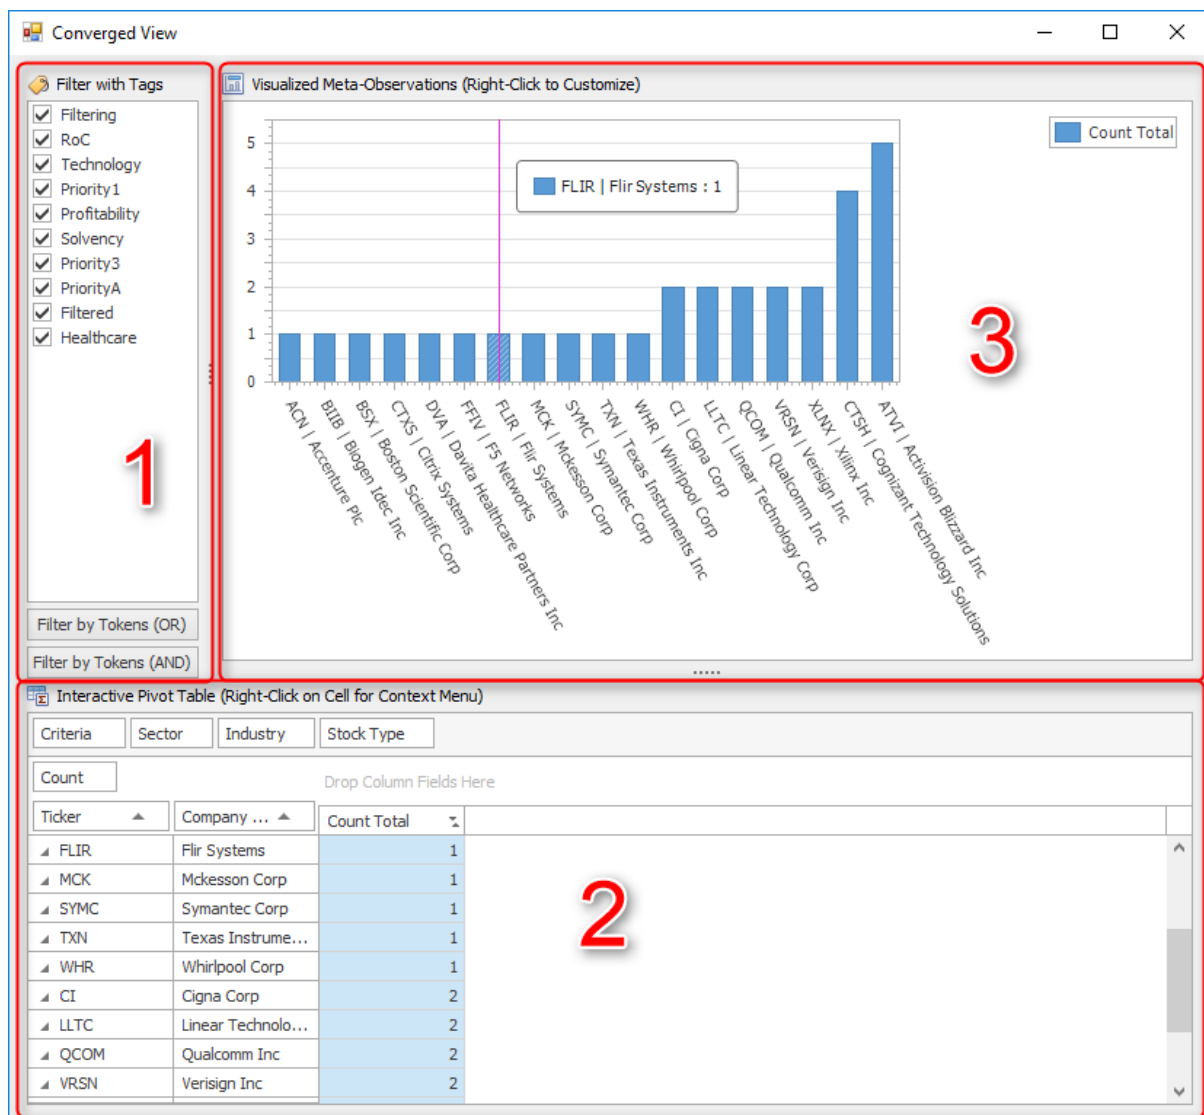 Converged View
Filter with Tags
Filtering
RoC
Technology
Priority1
Profitability
Solvency
Priority3
PriorityA
Filtered
Healthcare
1
Filter by Tokens (OR)
Filter by Tokens (AND)
Visualized Meta-Observations (Right-Click to Customize)
Count Total
FLIR | Flir Systems : 1
5
4
3
2
1
0
ACN | Accenture Plc
BIIB | Biogen Idec Inc
BSX | Boston Scientific Corp
CTXS | Citrix Systems
DVA | Davita Healthcare Partners Inc
FFIV | F5 Networks
FLIR | Flir Systems
MCK | Mckesson Corp
SYMC | Symantec Corp
TXN | Texas Instruments Inc
WHR | Whirlpool Corp
CI | Cigna Corp
LLTC | Linear Technology Corp
QCOM | Qualcomm Inc
VRSN | Verisign Inc
XLNX | Xilinx Inc
CTSH | Cognizant Technology Solutions
ATVI | Activision Blizzard Inc
3
Interactive Pivot Table (Right-Click on Cell for Context Menu)
Criteria Sector Industry Stock Type
Count Drop Column Fields Here
Ticker Company ... Count Total
FLIR Flir Systems 1
MCK Mckesson Corp 1
SYMC Symantec Corp 1
TXN Texas Instrume... 1
WHR Whirlpool Corp 1
CI Cigna Corp 2
LLTC Linear Technolo... 2
QCOM Qualcomm Inc 2
VRSN Verisign Inc 2
2